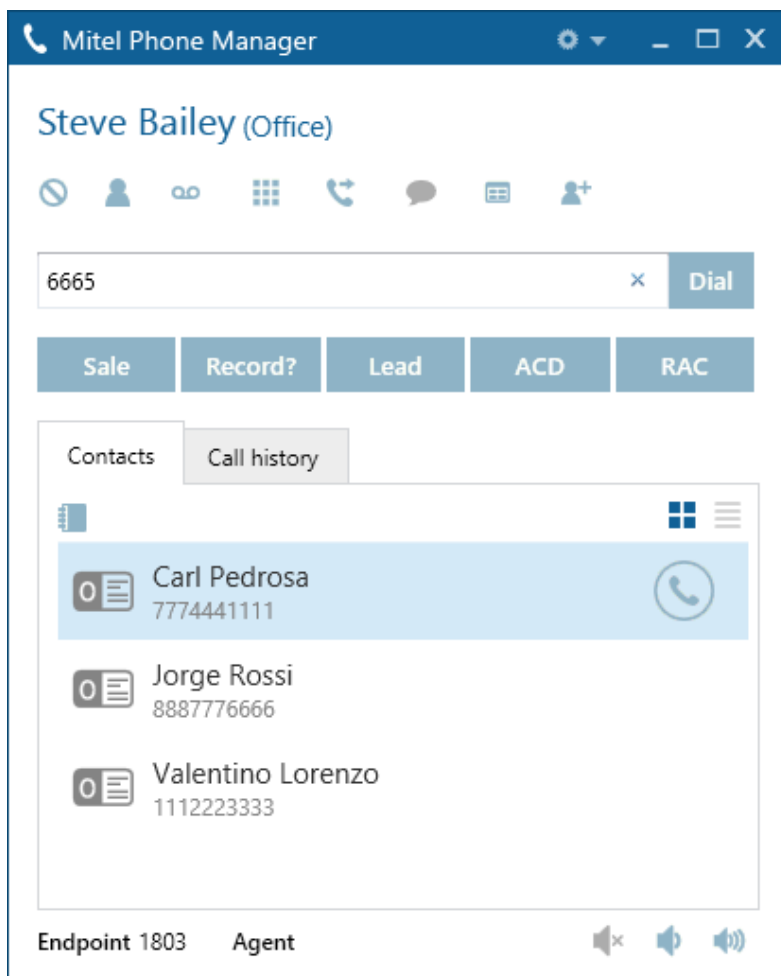 Mitel Phone Manager
Steve Bailey (Office)
6665
Dial
Sale Record? Lead ACD RAC
Contacts Call history
O Carl Pedrosa
7774441111
O Jorge Rossi
8887776666
O Valentino Lorenzo
1112223333
Endpoint 1803 Agent